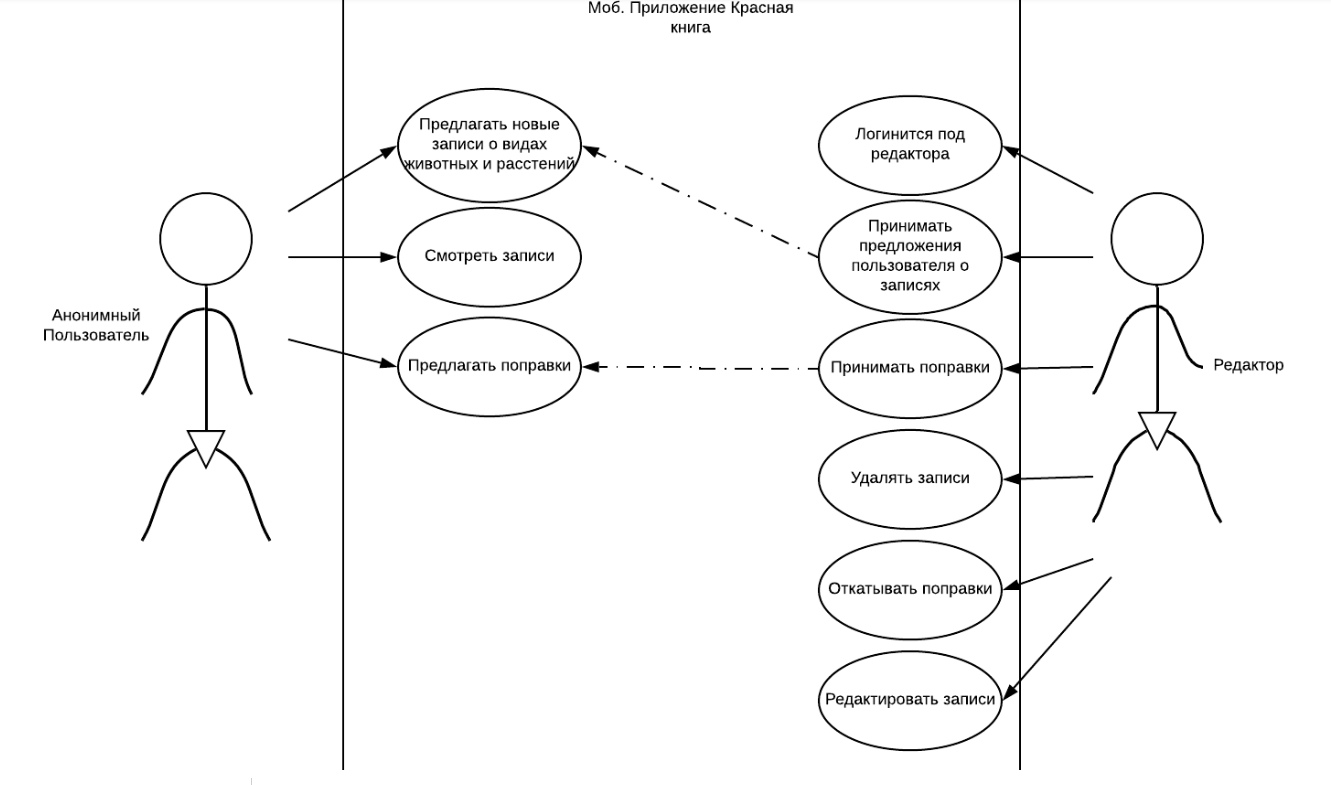 Моб. Приложение Красная
книга
Предлагать новые
записи о видах
животных и расстений
Смотреть записи
Предлагать поправки
Анонимный
Пользователь
Логинится под
редактора
Принимать
предложения
пользователя о
записях
Принимать поправки
Удалять записи
Откатывать поправки
Редактировать записи
Редактор